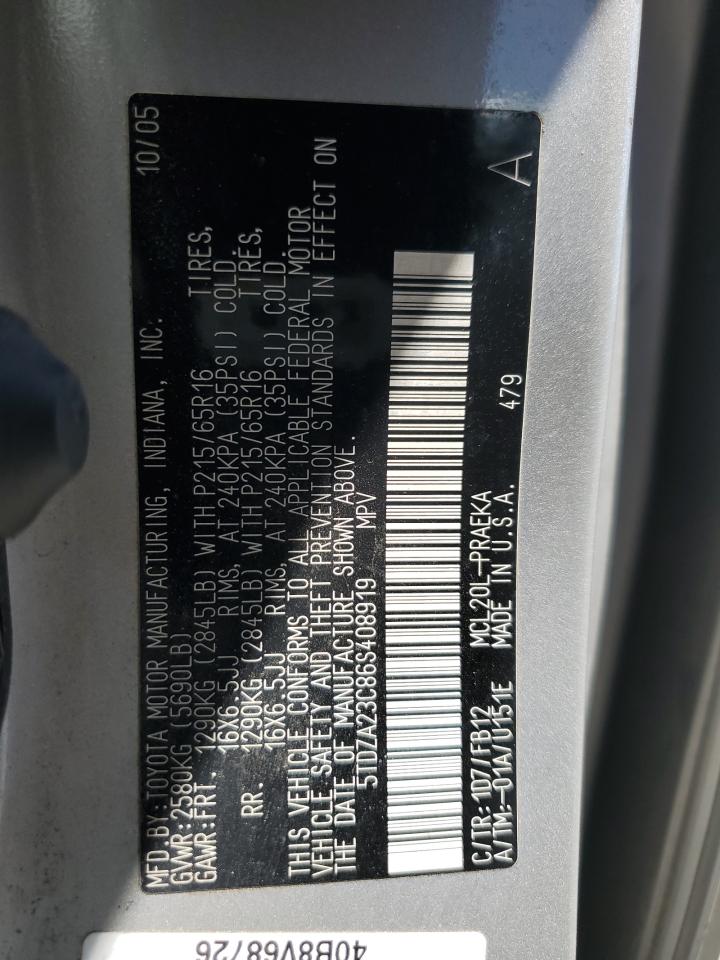 MFD.BY:TOYOTA MOTOR MANUFACTURING, INDIANA, INC. 10/05
GVWR:2580KG (5690LB)
GAWR:FRT. 1290KG (2845LB) WITH P215/65R16 TIRES,
16X6.5JJ RIMS, AT 240KPA (35PSI) COLD.
RR. 1290KG (2845LB) WITH P215/65R16 TIRES,
16X6.5JJ RIMS, AT 240KPA (35PSI) COLD.
THIS VEHICLE CONFORMS TO ALL APPLICABLE FEDERAL MOTOR
VEHICLE SAFETY AND THEFT PREVENTION STANDARDS IN EFFECT ON
THE DATE OF MANUFACTURE SHOWN ABOVE.
5TDZA23C86S408919 MPV
A
C/TR: 1D7/FB12 MCL20L-PRAEKA 479
A/TM:-01A/U151E MADE IN U.S.A.
40B8V68726